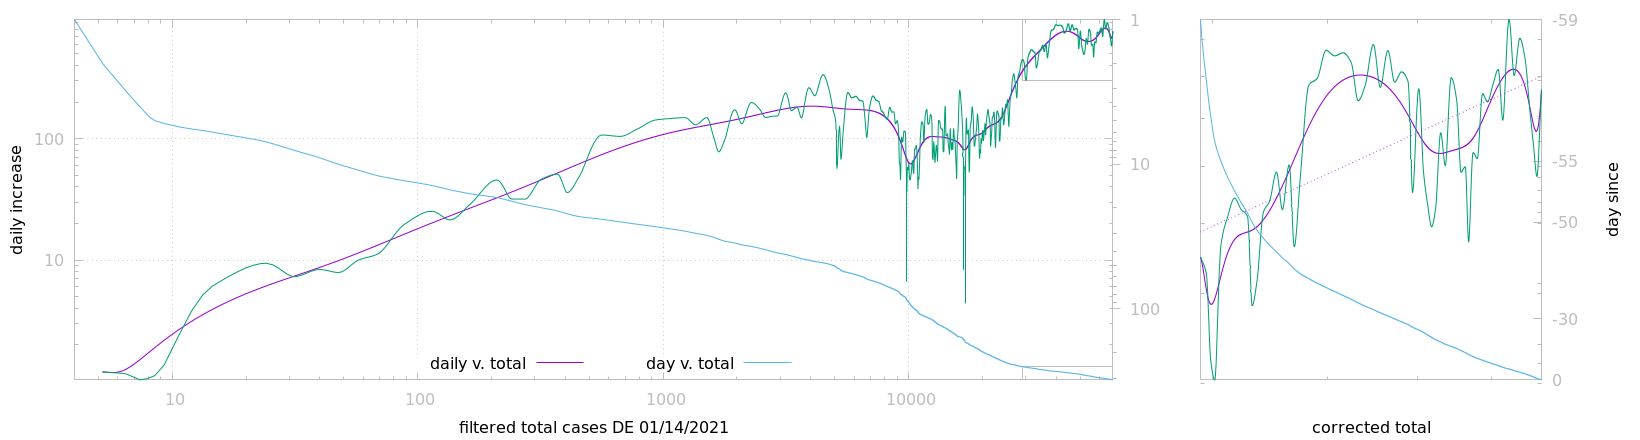 daily increase
100
10
10
100
1000
10000
filtered total cases DE 01/14/2021
daily v. total
day v. total
1
10
100
-59
-55
-50
-30
0
day since
corrected total